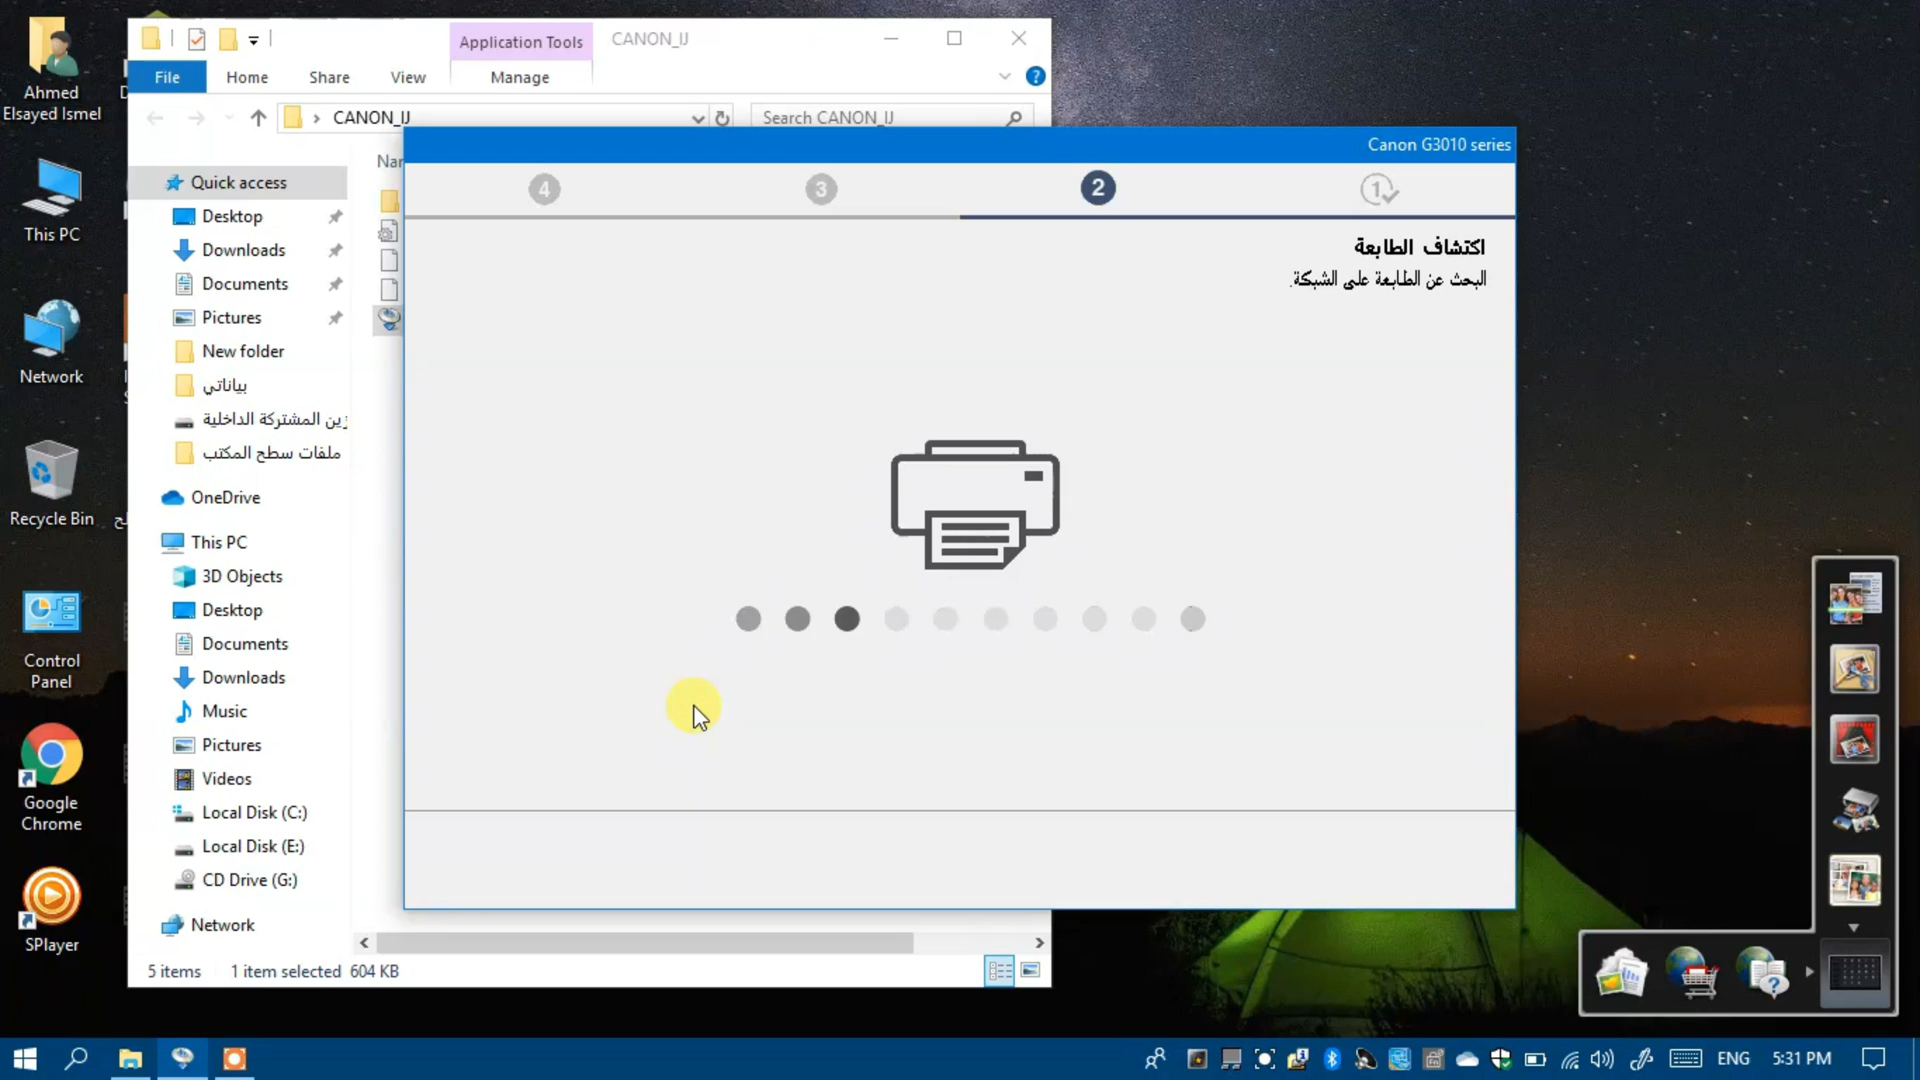 Ahmed
Elsayed Ismel
This PC
Network
Recycle Bin
Control
Panel
Google
Chrome
SPlayer
Application Tools
CANON_IJ
File
Home
Share
View
Manage
CANON_IJ
Search CANON_IJ
Quick access
Desktop
Downloads
Documents
Pictures
New folder
بياناتي
زين المشتركة الداخلية
ملفات سطح المكتب
OneDrive
This PC
3D Objects
Desktop
Documents
Downloads
Music
Pictures
Videos
Local Disk (C:)
Local Disk (E:)
CD Drive (G:)
Network
5 items
1 item selected 604 KB
Canon G3010 series
4
3
2
1
اكتشاف الطابعة
البحث عن الطابعة على الشبكة.
ENG
5:31 PM